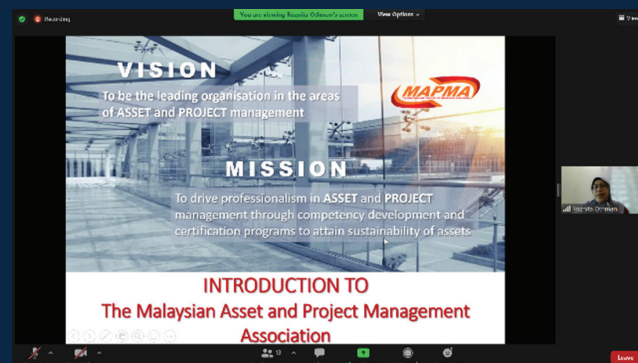 Recording
You are viewing Roznita Othman's screen
View Options
VISION
To be the leading organisation in the areas
of ASSET and PROJECT management
MAPMA
MISSION
To drive professionalism in ASSET and PROJECT
management through competency development and
certification programs to attain sustainability of assets
Othman
INTRODUCTION TO
The Malaysian Asset and Project Management
Association
Leave